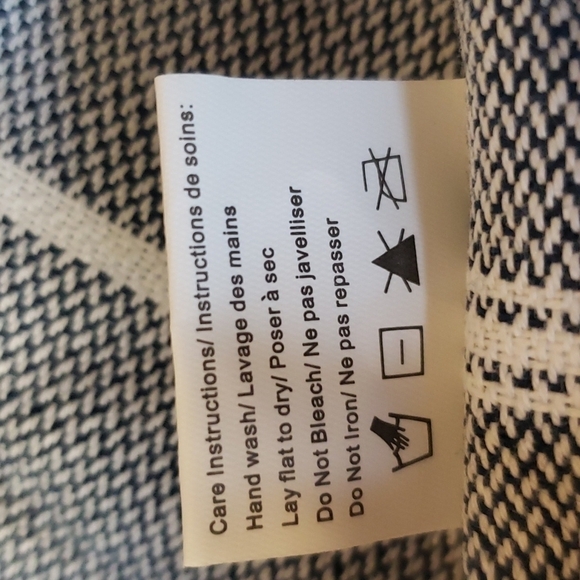 Care Instructions/ Instructions de soins:
Hand wash/ Lavage des mains
Lay flat to dry/ Poser à sec
Do Not Bleach/ Ne pas javelliser
Do Not Iron/ Ne pas repasser